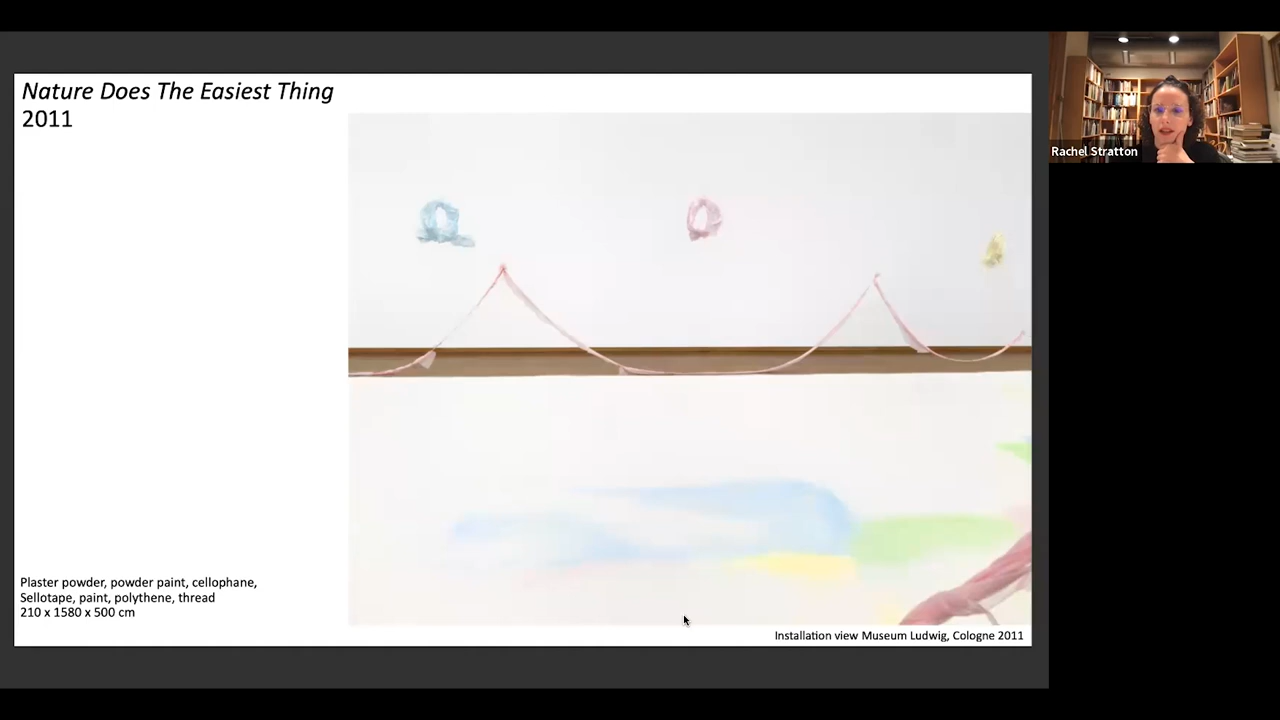 Nature Does The Easiest Thing
2011
Rachel Stratton
Plaster powder, powder paint, cellophane,
Sellotape, paint, polythene, thread
210 x 1580 x 500 cm
Installation view Museum Ludwig, Cologne 2011